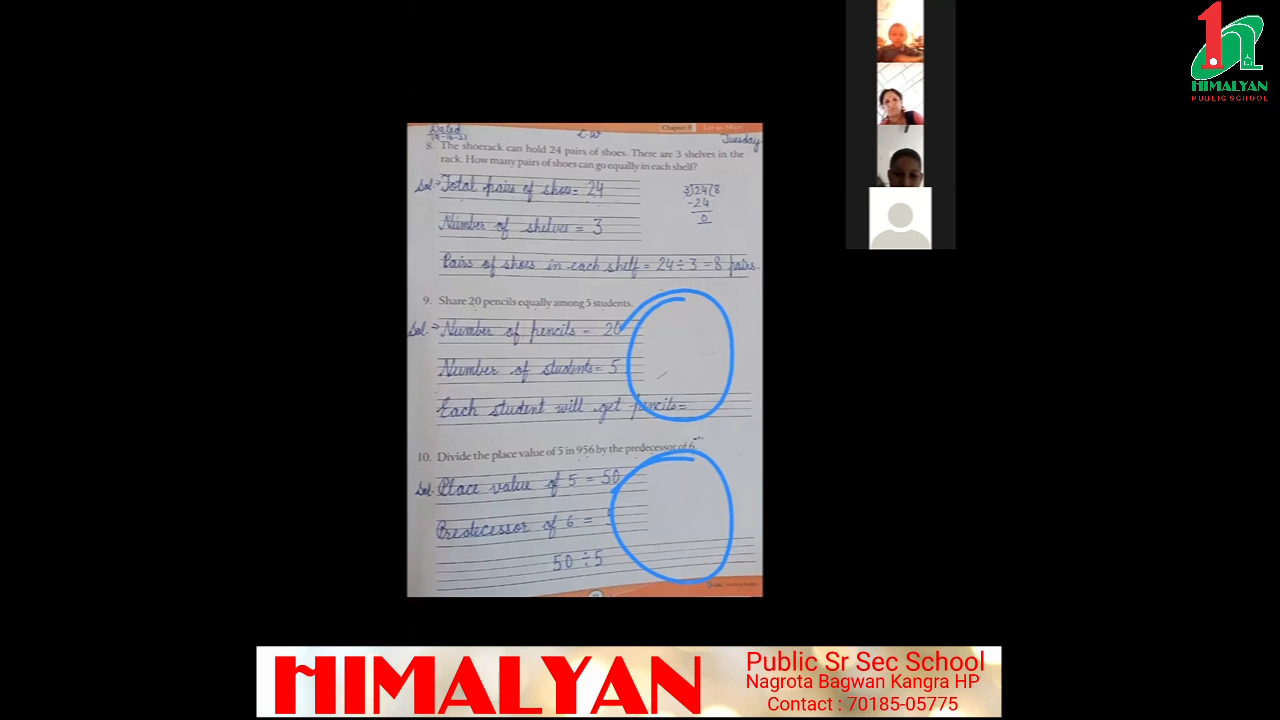 HIMALYAN
PUBLIC SCHOOL
Dated
C.W
Chapter 8
Tuesday
8. The shoerack can hold 24 pairs of shoes. There are 3 shelves in the
rack. How many pairs of shoes can go equally in each shelf?
Sol. ⇒ Total pairs of shoe = 24
3)24(8
-24
0
Number of shelves = 3
Pairs of shoes in each shelf = 24 ÷ 3 = 8 pairs.
9. Share 20 pencils equally among 5 students.
Sol. ⇒ Number of pencils = 20
Number of students = 5
Each student will get pencils =
10. Divide the place value of 5 in 956 by the predecessor of 6.
Sol. Place value of 5 = 50
Predecessor of 6 = 5
50 ÷ 5
HIMALYAN
Public Sr Sec School
Nagrota Bagwan Kangra HP
Contact : 70185-05775